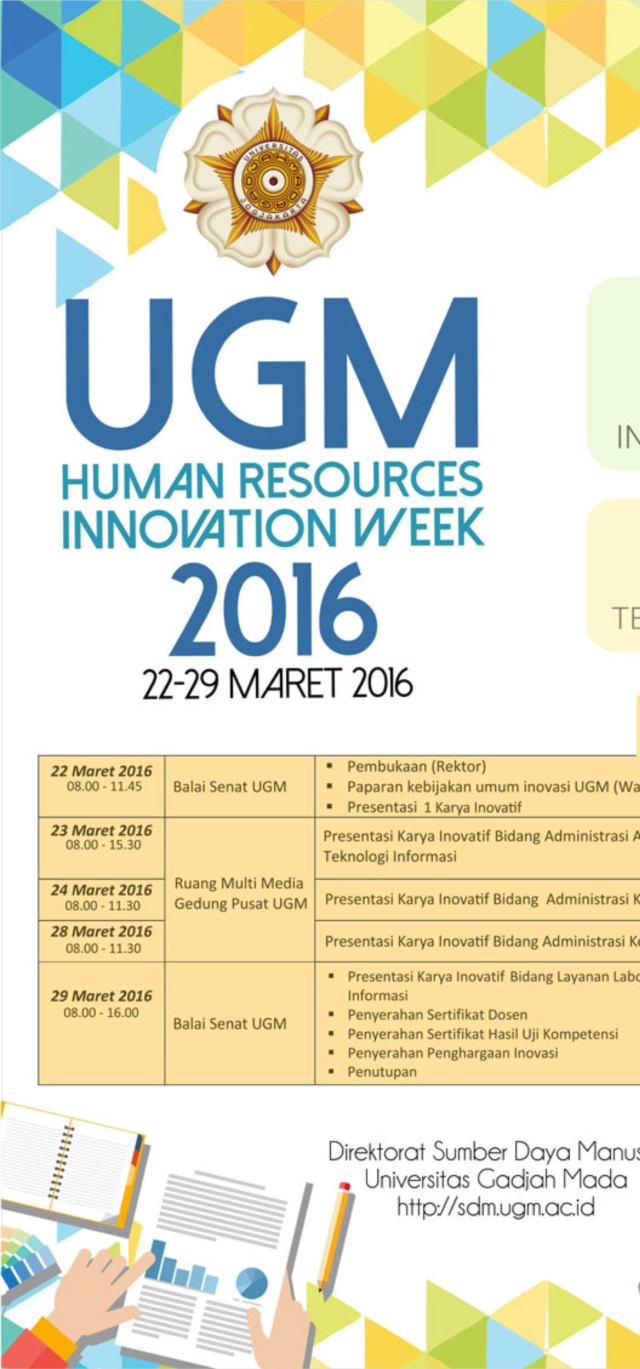 UNIVERSITAS
GADJAH MADA
JOGJAKARTA
UGM
HUMAN RESOURCES
INNOVATION WEEK
2016
22-29 MARET 2016
22 Maret 2016
08.00 - 11.45
Balai Senat UGM
▪ Pembukaan (Rektor)
▪ Paparan kebijakan umum inovasi UGM
▪ Presentasi 1 Karya Inovatif
23 Maret 2016
08.00 - 15.30
Ruang Multi Media
Gedung Pusat UGM
Presentasi Karya Inovatif Bidang Administrasi
Teknologi Informasi
24 Maret 2016
08.00 - 11.30
Presentasi Karya Inovatif Bidang Administrasi
28 Maret 2016
08.00 - 11.30
Presentasi Karya Inovatif Bidang Administrasi
29 Maret 2016
08.00 - 16.00
Balai Senat UGM
▪ Presentasi Karya Inovatif Bidang Layanan
Informasi
▪ Penyerahan Sertifikat Dosen
▪ Penyerahan Sertifikat Hasil Uji Kompetensi
▪ Penyerahan Penghargaan Inovasi
▪ Penutupan
Direktorat Sumber Daya
Universitas Gadjah Mada
http://sdm.ugm.ac.id